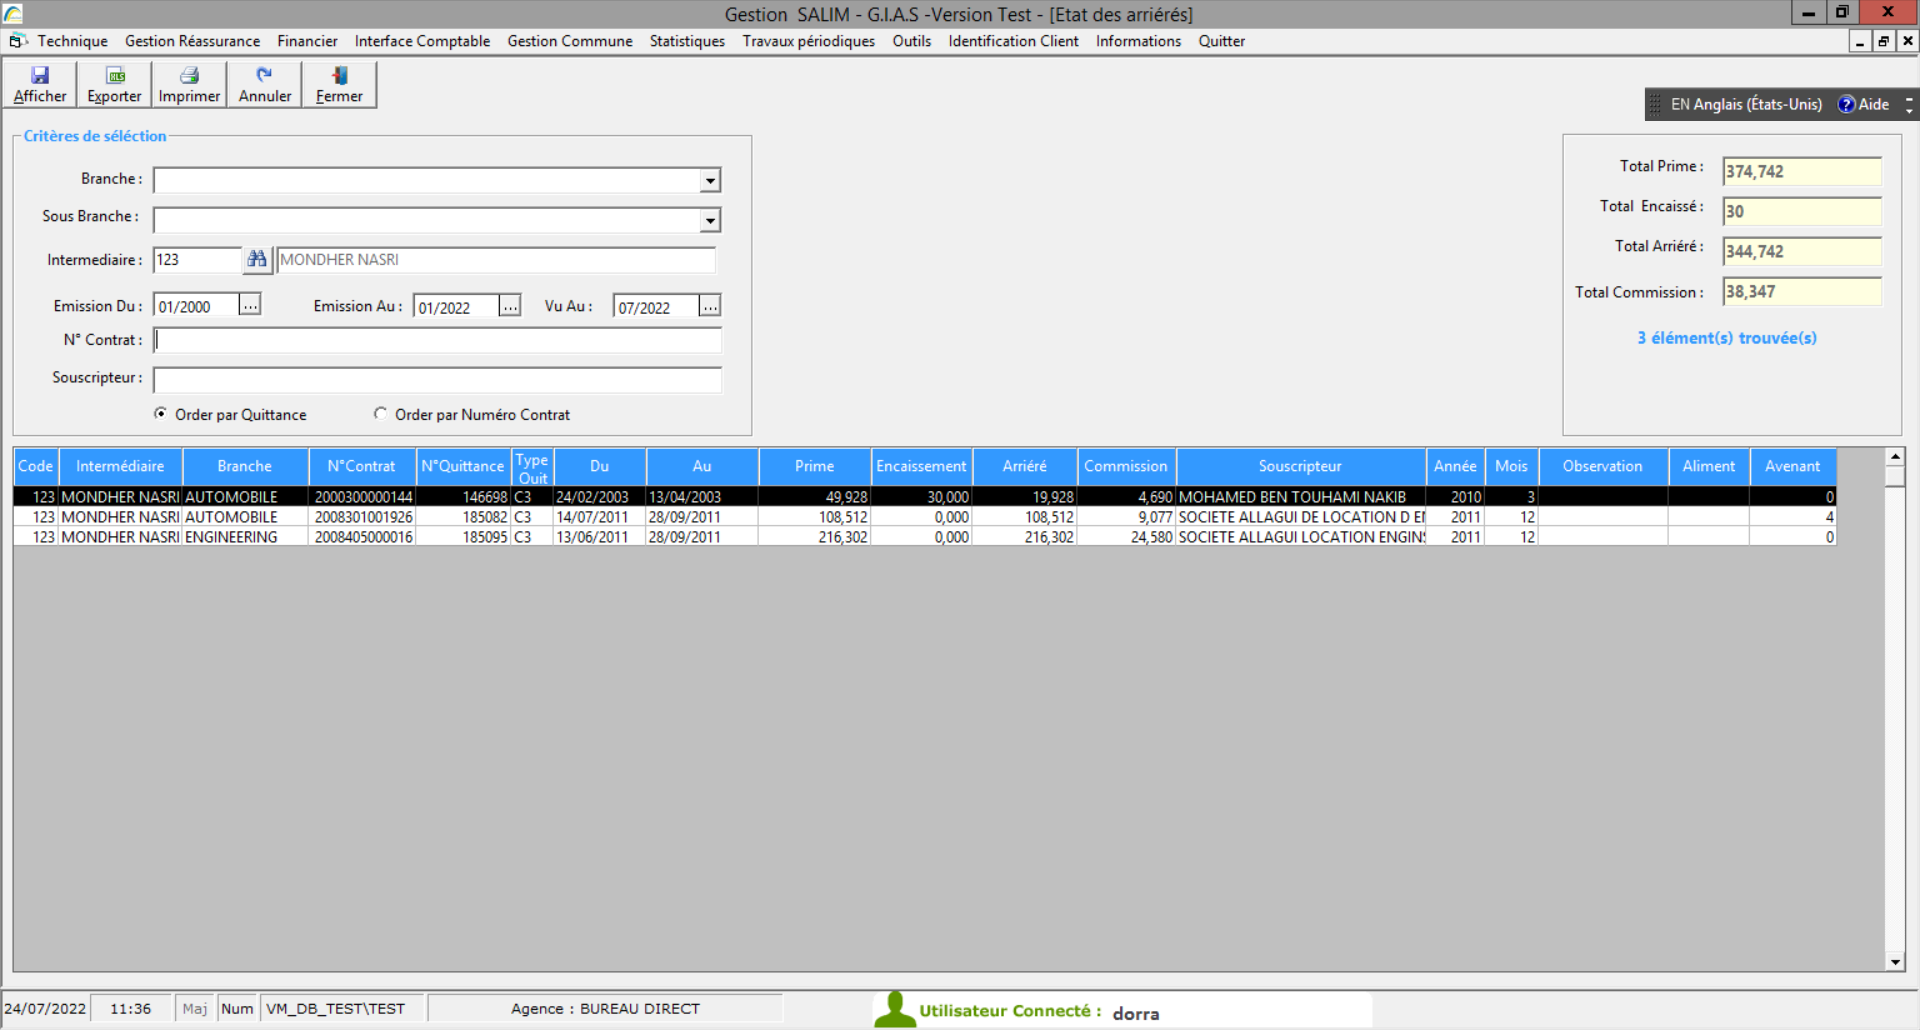 Gestion SALIM - G.I.A.S -Version Test - [Etat des arriérés]
Technique Gestion Réassurance Financier Interface Comptable Gestion Commune Statistiques Travaux périodiques Outils Identification Client Informations Quitter
Afficher Exporter Imprimer Annuler Fermer
EN Anglais (États-Unis) Aide
Critères de séléction
Branche :
Sous Branche :
Intermediaire : 123 MONDHER NASRI
Emission Du : 01/2000 ... Emission Au : 01/2022 ... Vu Au : 07/2022 ...
N° Contrat :
Souscripteur :
Order par Quittance Order par Numéro Contrat
Total Prime : 374,742
Total Encaissé : 30
Total Arriéré : 344,742
Total Commission : 38,347
3 élément(s) trouvée(s)
Code Intermédiaire Branche N°Contrat N°Quittance Type Quit Du Au Prime Encaissement Arriéré Commission Souscripteur Année Mois Observation Aliment Avenant
123 MONDHER NASRI AUTOMOBILE 2000300000144 146698 C3 24/02/2003 13/04/2003 49,928 30,000 19,928 4,690 MOHAMED BEN TOUHAMI NAKIB 2010 3 0
123 MONDHER NASRI AUTOMOBILE 2008301001926 185082 C3 14/07/2011 28/09/2011 108,512 0,000 108,512 9,077 SOCIETE ALLAGUI DE LOCATION D EI 2011 12 4
123 MONDHER NASRI ENGINEERING 2008405000016 185095 C3 13/06/2011 28/09/2011 216,302 0,000 216,302 24,580 SOCIETE ALLAGUI LOCATION ENGINS 2011 12 0
24/07/2022 11:36 Maj Num VM_DB_TEST\TEST Agence : BUREAU DIRECT Utilisateur Connecté : dorra